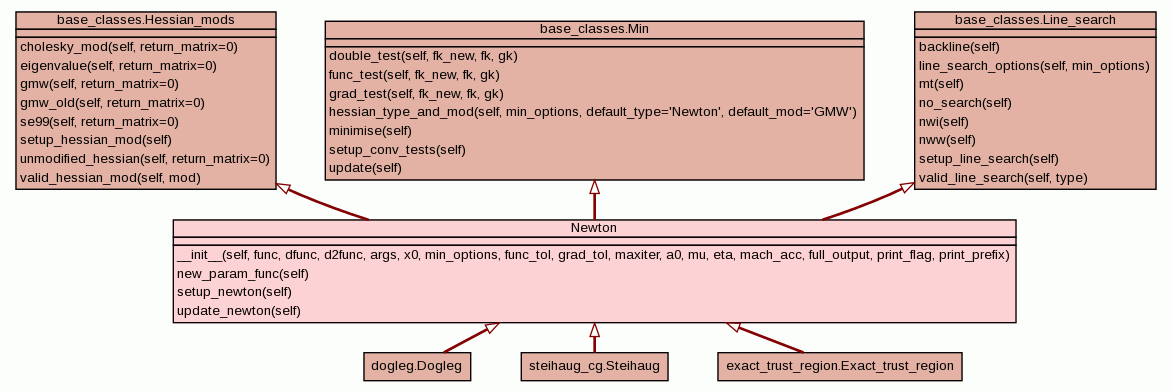 base_classes.Hessian_mods
cholesky_mod(self, return_matrix=0)
eigenvalue(self, return_matrix=0)
gmw(self, return_matrix=0)
gmw_old(self, return_matrix=0)
se99(self, return_matrix=0)
setup_hessian_mod(self)
unmodified_hessian(self, return_matrix=0)
valid_hessian_mod(self, mod)
base_classes.Min
double_test(self, fk_new, fk, gk)
func_test(self, fk_new, fk, gk)
grad_test(self, fk_new, fk, gk)
hessian_type_and_mod(self, min_options, default_type='Newton', default_mod='GMW')
minimise(self)
setup_conv_tests(self)
update(self)
base_classes.Line_search
backline(self)
line_search_options(self, min_options)
mt(self)
no_search(self)
nwi(self)
nww(self)
setup_line_search(self)
valid_line_search(self, type)
Newton
__init__(self, func, dfunc, d2func, args, x0, min_options, func_tol, grad_tol, maxiter, a0, mu, eta, mach_acc, full_output, print_flag, print_prefix)
new_param_func(self)
setup_newton(self)
update_newton(self)
dogleg.Dogleg
steihaug_cg.Steihaug
exact_trust_region.Exact_trust_region